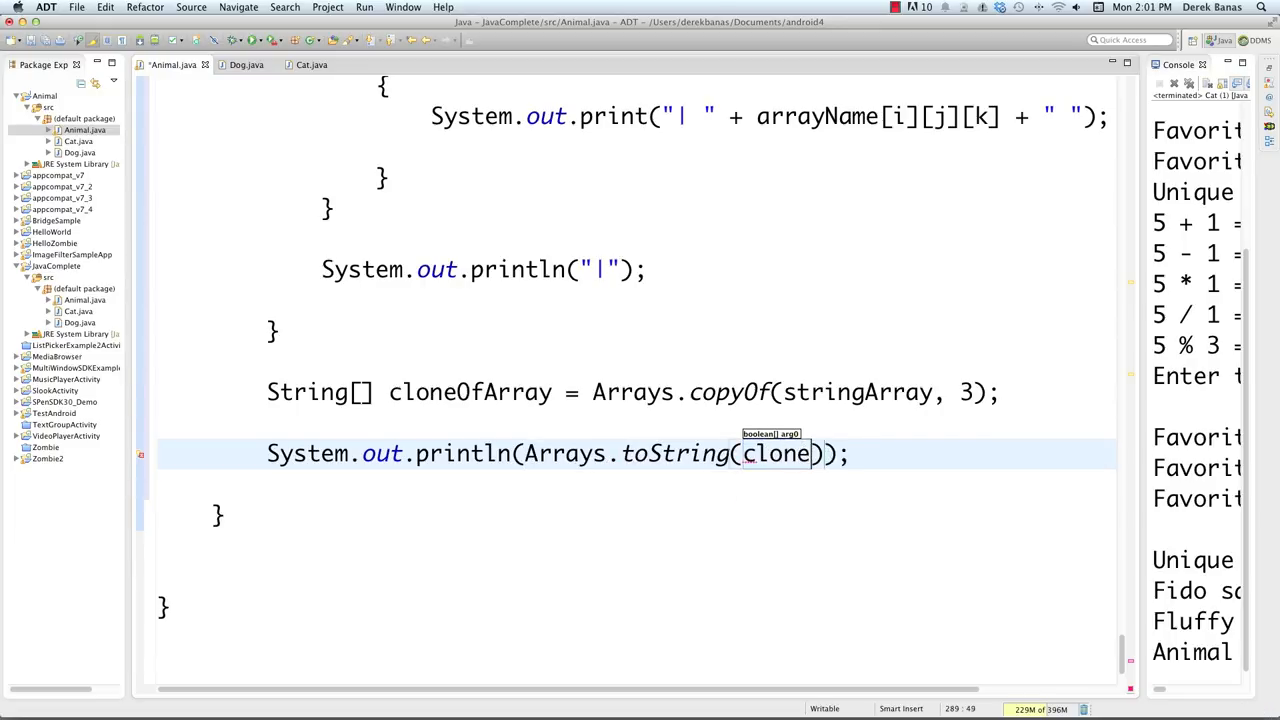 ADT File Edit Refactor Source Navigate Search Project Run Window Help
10 Mon 2:01 PM Derek Banas
Java - JavaComplete/src/Animal.java - ADT - /Users/derekbanas/Documents/android4
Quick Access Java DDMS
Package Exp *Animal.java Dog.java Cat.java Console
<terminated> Cat (1) [Java
Animal
src
(default package)
Animal.java
Cat.java
Dog.java
JRE System Library [Ja
appcompat_v7
appcompat_v7_2
appcompat_v7_3
appcompat_v7_4
BridgeSample
HelloWorld
HelloZombie
ImageFilterSampleApp
JavaComplete
src
(default package)
Animal.java
Cat.java
Dog.java
JRE System Library [Ja
ListPickerExample2Activi
MediaBrowser
MultiWindowSDKExample
MusicPlayerActivity
SlookActivity
SPenSDK30_Demo
TestAndroid
TextGroupActivity
VideoPlayerActivity
Zombie
Zombie2
{
System.out.print("| " + arrayName[i][j][k] + " ");
}
}
System.out.println("|");
}
String[] cloneOfArray = Arrays.copyOf(stringArray, 3);
boolean[] arg0
System.out.println(Arrays.toString(clone));
}
}
Favorit
Favorit
Unique
5 + 1 =
5 - 1 =
5 * 1 =
5 / 1 =
5 % 3 =
Enter t
Favorit
Favorit
Favorit
Unique
Fido sa
Fluffy
Animal
Writable Smart Insert 289 : 49 229M of 396M